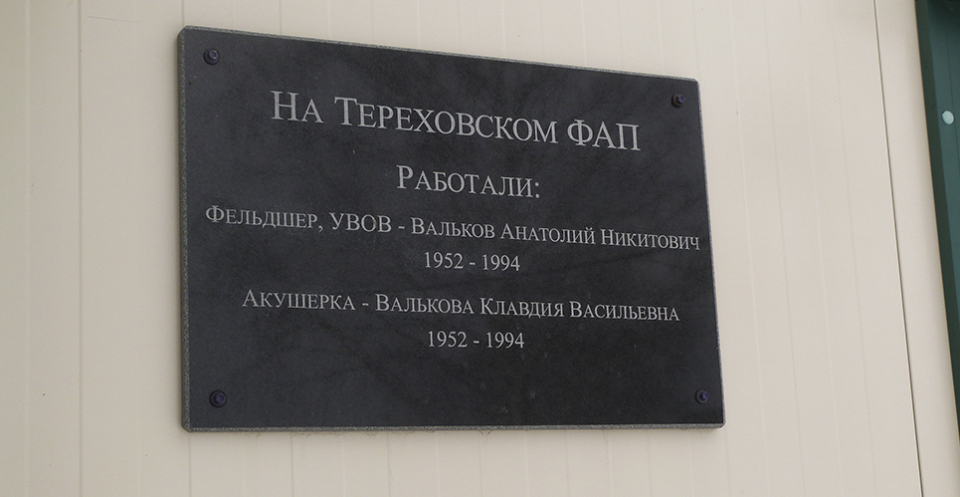 На Тереховском ФАП
Работали:
Фельдшер, УВОВ - Вальков Анатолий Никитович
1952 - 1994
Акушерка - Валькова Клавдия Васильевна
1952 - 1994